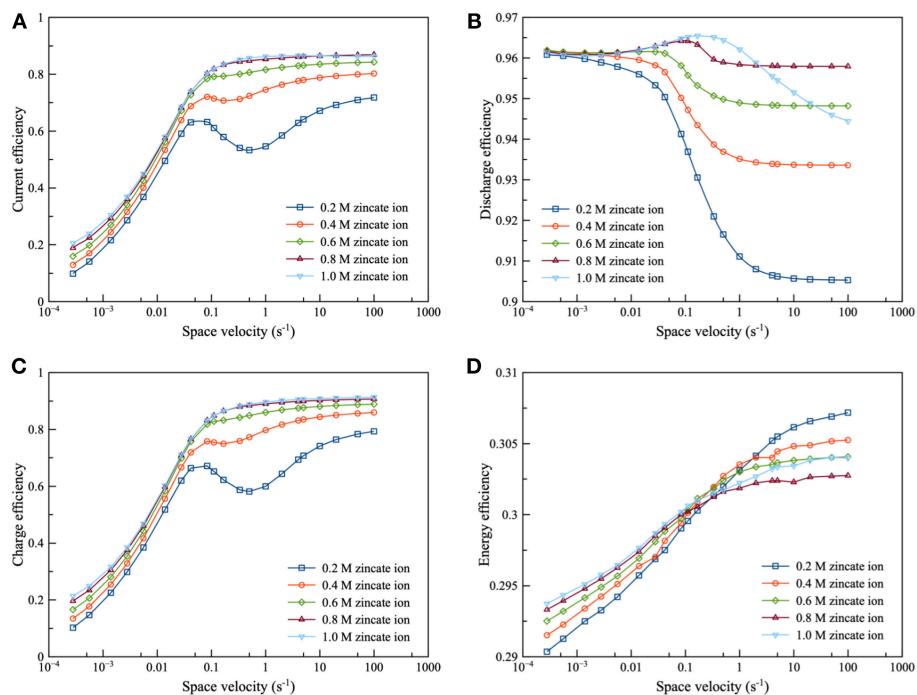 A
Current efficiency
1
0.8
0.6
0.4
0.2
0
0.2 M zincate ion
0.4 M zincate ion
0.6 M zincate ion
0.8 M zincate ion
1.0 M zincate ion
10⁻⁴ 10⁻³ 0.01 0.1 1 10 100 1000
Space velocity (s⁻¹)
B
Discharge efficiency
0.97
0.96
0.95
0.94
0.93
0.92
0.91
0.9
0.2 M zincate ion
0.4 M zincate ion
0.6 M zincate ion
0.8 M zincate ion
1.0 M zincate ion
10⁻⁴ 10⁻³ 0.01 0.1 1 10 100 1000
Space velocity (s⁻¹)
C
Charge efficiency
1
0.8
0.6
0.4
0.2
0
0.2 M zincate ion
0.4 M zincate ion
0.6 M zincate ion
0.8 M zincate ion
1.0 M zincate ion
10⁻⁴ 10⁻³ 0.01 0.1 1 10 100 1000
Space velocity (s⁻¹)
D
Energy efficiency
0.31
0.305
0.3
0.295
0.29
0.2 M zincate ion
0.4 M zincate ion
0.6 M zincate ion
0.8 M zincate ion
1.0 M zincate ion
10⁻⁴ 10⁻³ 0.01 0.1 1 10 100 1000
Space velocity (s⁻¹)